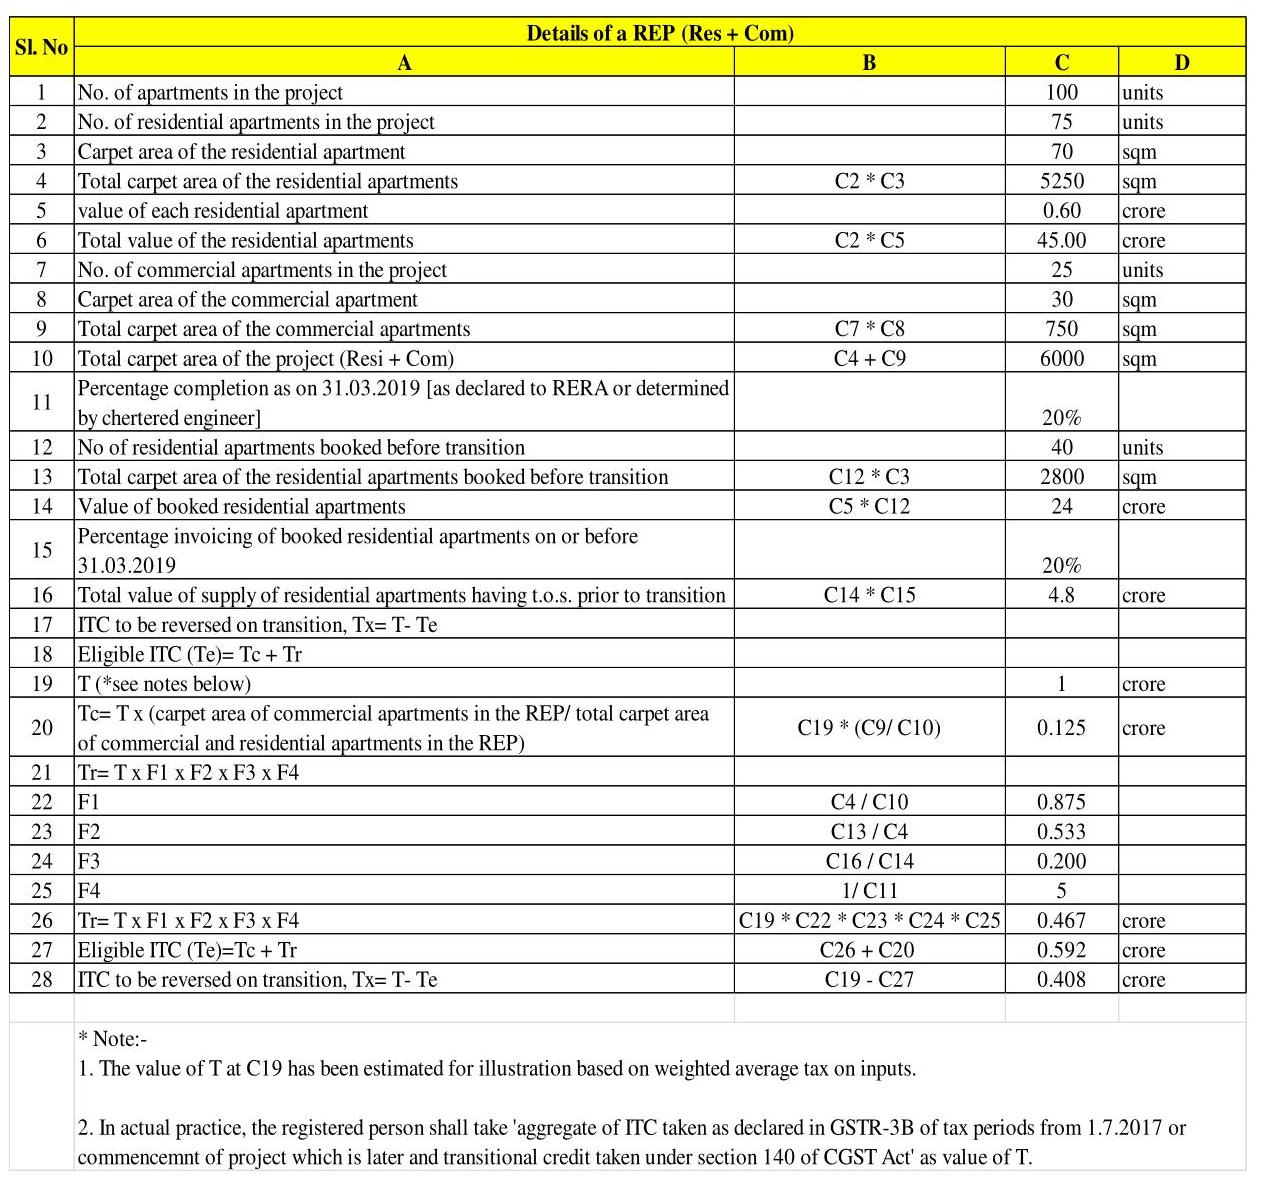 Sl. No
Details of a REP (Res + Com)
A B C D
1 No. of apartments in the project 100 units
2 No. of residential apartments in the project 75 units
3 Carpet area of the residential apartment 70 sqm
4 Total carpet area of the residential apartments C2 * C3 5250 sqm
5 value of each residential apartment 0.60 crore
6 Total value of the residential apartments C2 * C5 45.00 crore
7 No. of commercial apartments in the project 25 units
8 Carpet area of the commercial apartment 30 sqm
9 Total carpet area of the commercial apartments C7 * C8 750 sqm
10 Total carpet area of the project (Resi + Com) C4 + C9 6000 sqm
11 Percentage completion as on 31.03.2019 [as declared to RERA or determined
by chartered engineer] 20%
12 No of residential apartments booked before transition 40 units
13 Total carpet area of the residential apartments booked before transition C12 * C3 2800 sqm
14 Value of booked residential apartments C5 * C12 24 crore
15 Percentage invoicing of booked residential apartments on or before
31.03.2019 20%
16 Total value of supply of residential apartments having t.o.s. prior to transition C14 * C15 4.8 crore
17 ITC to be reversed on transition, Tx= T- Te
18 Eligible ITC (Te)= Tc + Tr
19 T (*see notes below) 1 crore
20 Tc= T x (carpet area of commercial apartments in the REP/ total carpet area
of commercial and residential apartments in the REP) C19 * (C9/ C10) 0.125 crore
21 Tr= T x F1 x F2 x F3 x F4
22 F1 C4 / C10 0.875
23 F2 C13 / C4 0.533
24 F3 C16 / C14 0.200
25 F4 1/ C11 5
26 Tr= T x F1 x F2 x F3 x F4 C19 * C22 * C23 * C24 * C25 0.467 crore
27 Eligible ITC (Te)=Tc + Tr C26 + C20 0.592 crore
28 ITC to be reversed on transition, Tx= T- Te C19 - C27 0.408 crore
* Note:-
1. The value of T at C19 has been estimated for illustration based on weighted average tax on inputs.
2. In actual practice, the registered person shall take 'aggregate of ITC taken as declared in GSTR-3B of tax periods from 1.7.2017 or
commencemnt of project which is later and transitional credit taken under section 140 of CGST Act' as value of T.